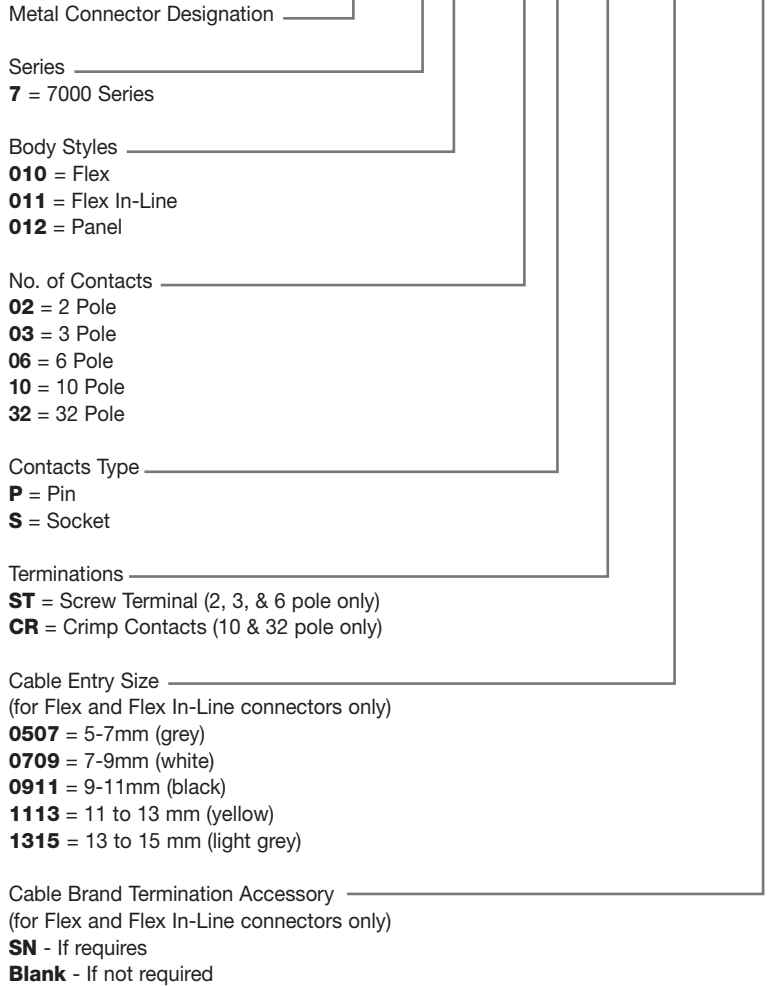 Metal Connector Designation
Series
7 = 7000 Series
Body Styles
010 = Flex
011 = Flex In-Line
012 = Panel
No. of Contacts
02 = 2 Pole
03 = 3 Pole
06 = 6 Pole
10 = 10 Pole
32 = 32 Pole
Contacts Type
P = Pin
S = Socket
Terminations
ST = Screw Terminal (2, 3, & 6 pole only)
CR = Crimp Contacts (10 & 32 pole only)
Cable Entry Size
(for Flex and Flex In-Line connectors only)
0507 = 5-7mm (grey)
0709 = 7-9mm (white)
0911 = 9-11mm (black)
1113 = 11 to 13 mm (yellow)
1315 = 13 to 15 mm (light grey)
Cable Brand Termination Accessory
(for Flex and Flex In-Line connectors only)
SN - If requires
Blank - If not required